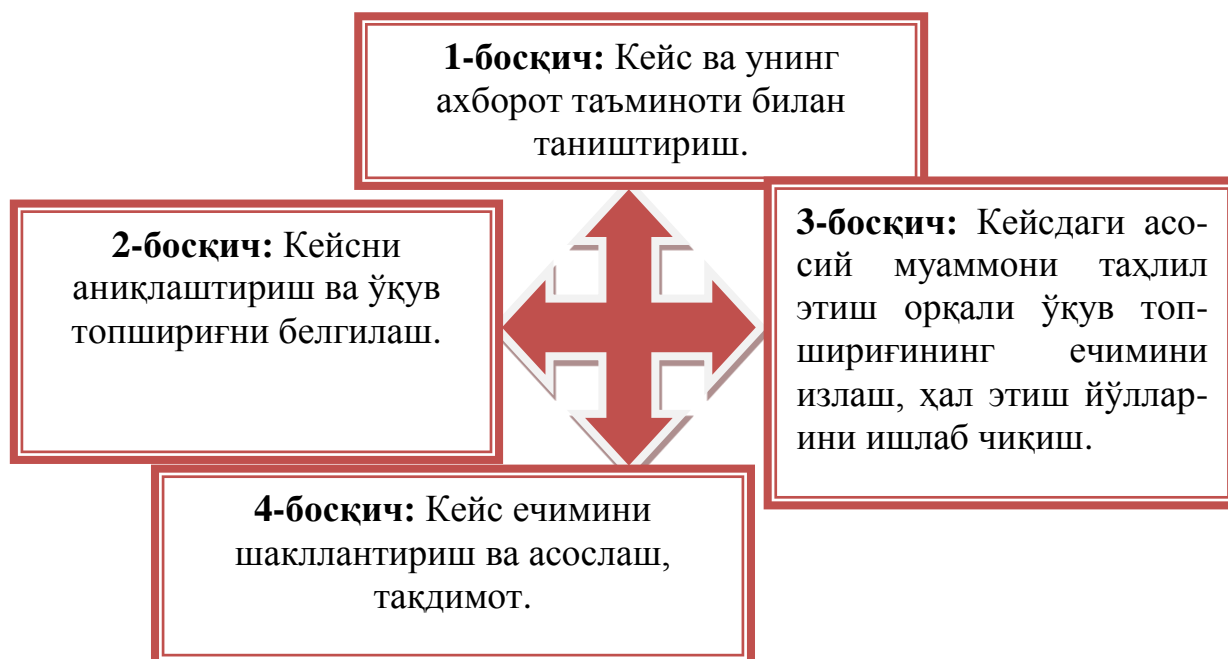 1-босқич: Кейс ва унинг
ахборот таъминоти билан
таништириш.
2-босқич: Кейсни
аниқлаштириш ва ўқув
топшириғни белгилаш.
3-босқич: Кейсдаги асо-
сий муаммони таҳлил
этиш орқали ўқув топ-
шириғининг ечимини
излаш, ҳал этиш йўллар-
ини ишлаб чиқиш.
4-босқич: Кейс ечимини
шакллантириш ва асослаш,
тақдимот.